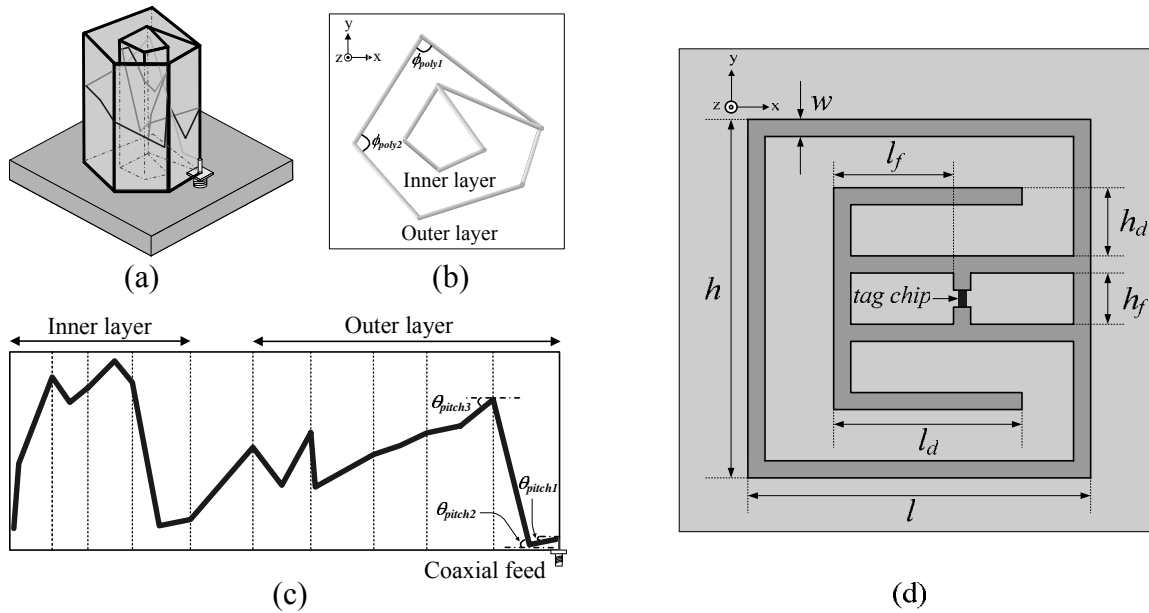 (a)
y
z
x
ϕpoly1
ϕpoly2
Inner layer
Outer layer
(b)
Inner layer
Outer layer
θpitch3
θpitch1
θpitch2
Coaxial feed
(c)
y
z
x
w
lf
hd
h
tag chip
hf
ld
l
(d)